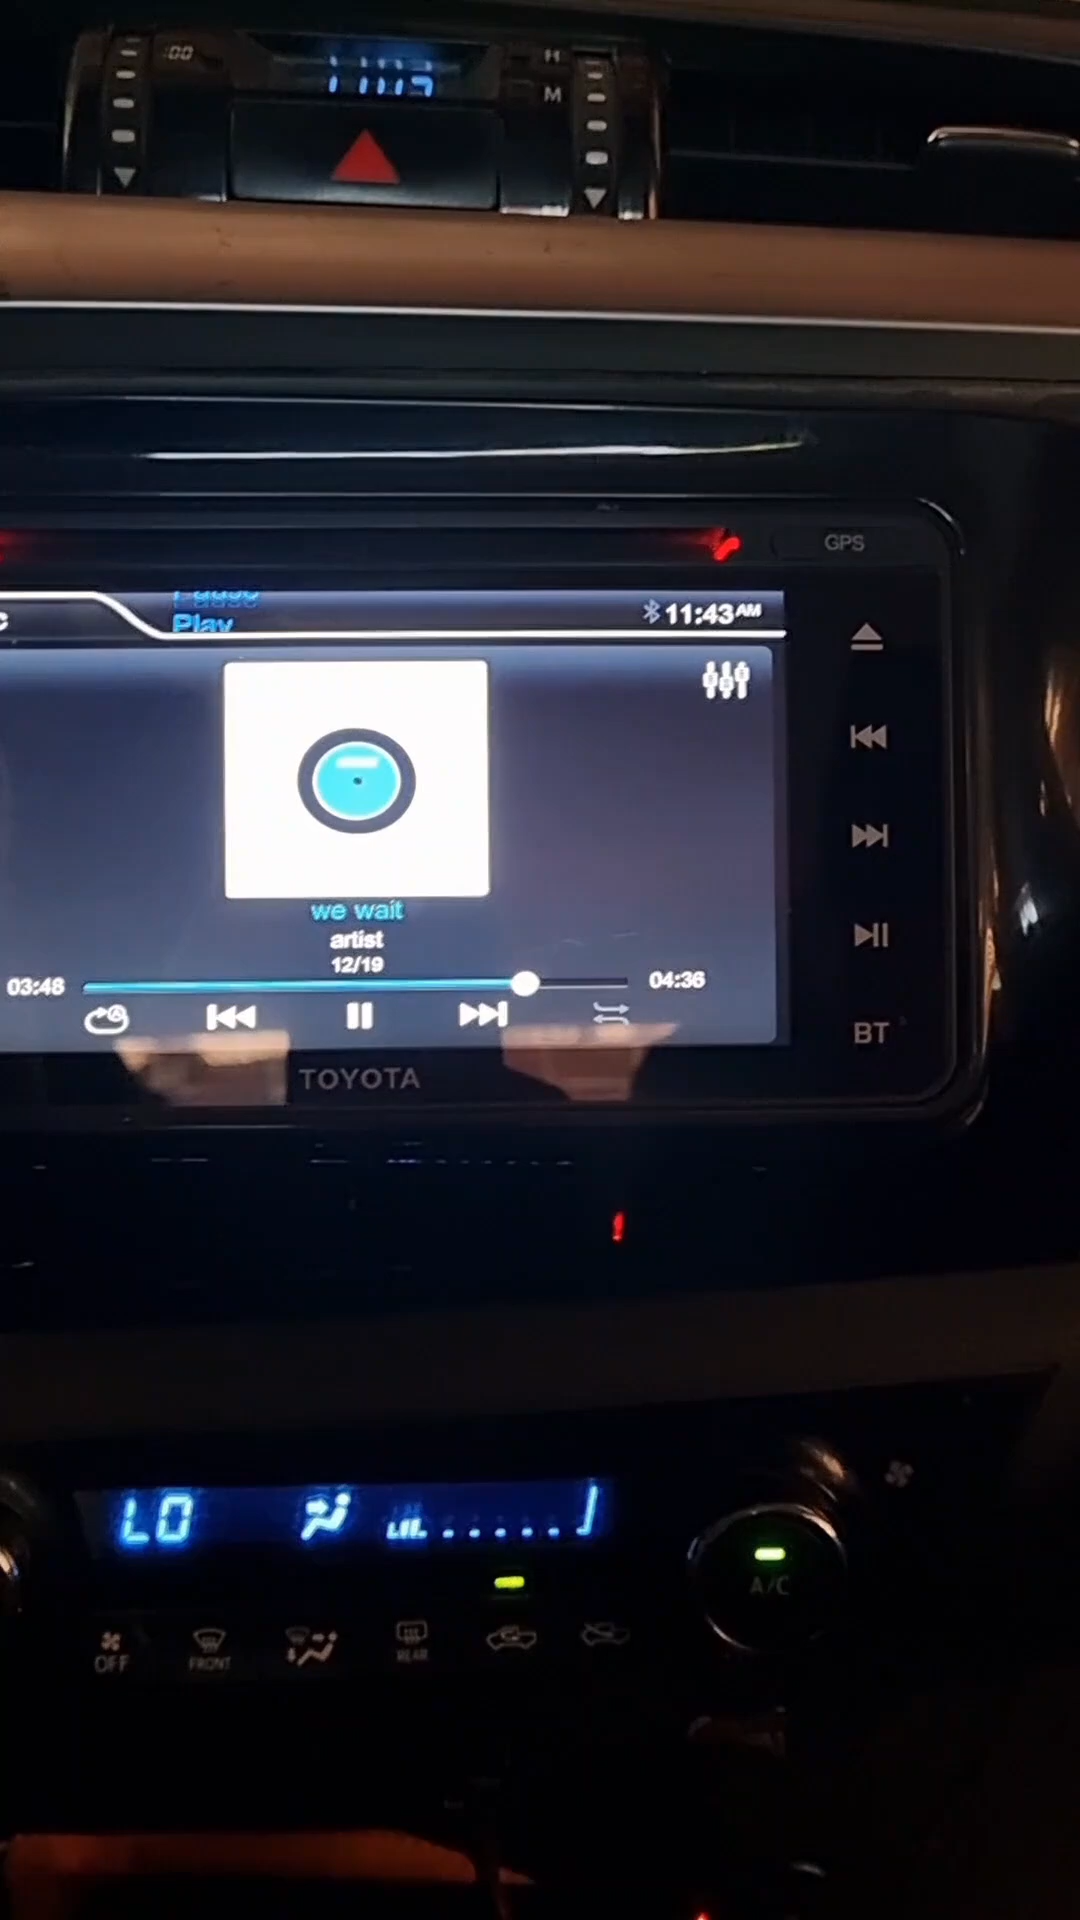 :00
H
M
GPS
Play
11:43AM
we wait
artist
12/19
03:48
04:36
BT
TOYOTA
LO
A/C
OFF
FRONT
REAR